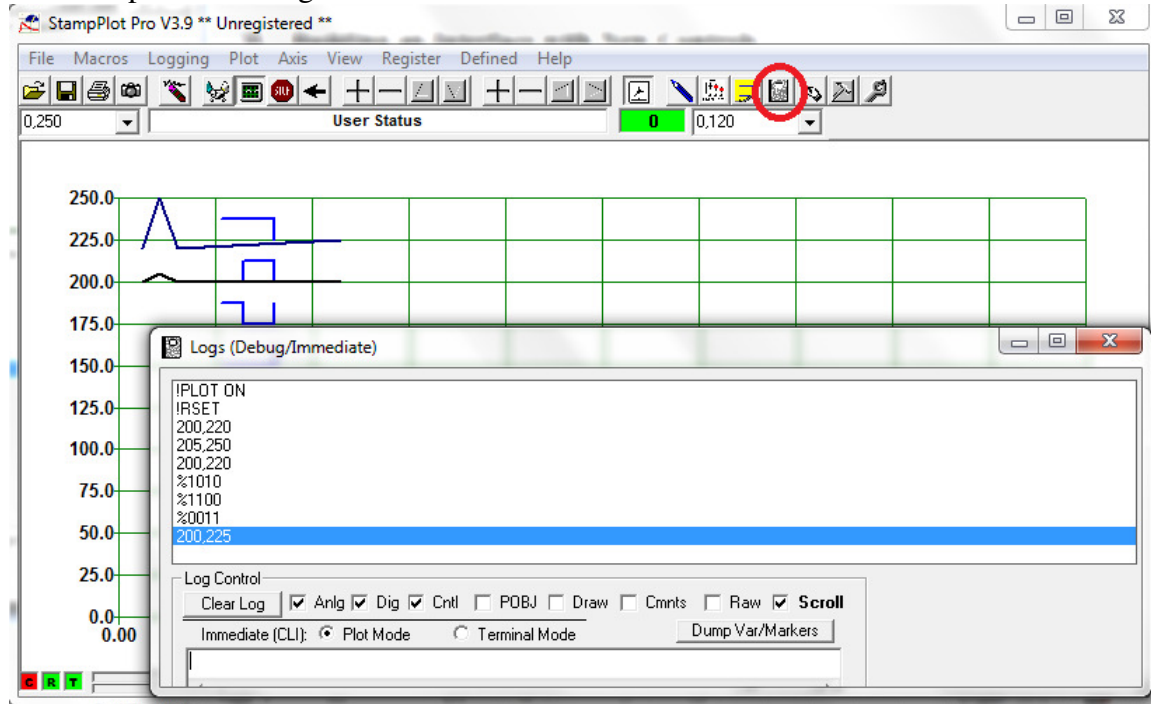 StampPlot Pro V3.9 ** Unregistered **
File Macros Logging Plot Axis View Register Defined Help
0,250 User Status 0 0,120
250.0
225.0
200.0
175.0
150.0
125.0
100.0
75.0
50.0
25.0
0.0
0.00
Logs (Debug/Immediate)
!PLOT ON
!RSET
200,220
205,250
200,220
%1010
%1100
%0011
200,225
Log Control
Clear Log Anlg Dig Cntl POBJ Draw Cmnts Raw Scroll
Immediate (CLI): Plot Mode Terminal Mode Dump Var/Markers
C R T